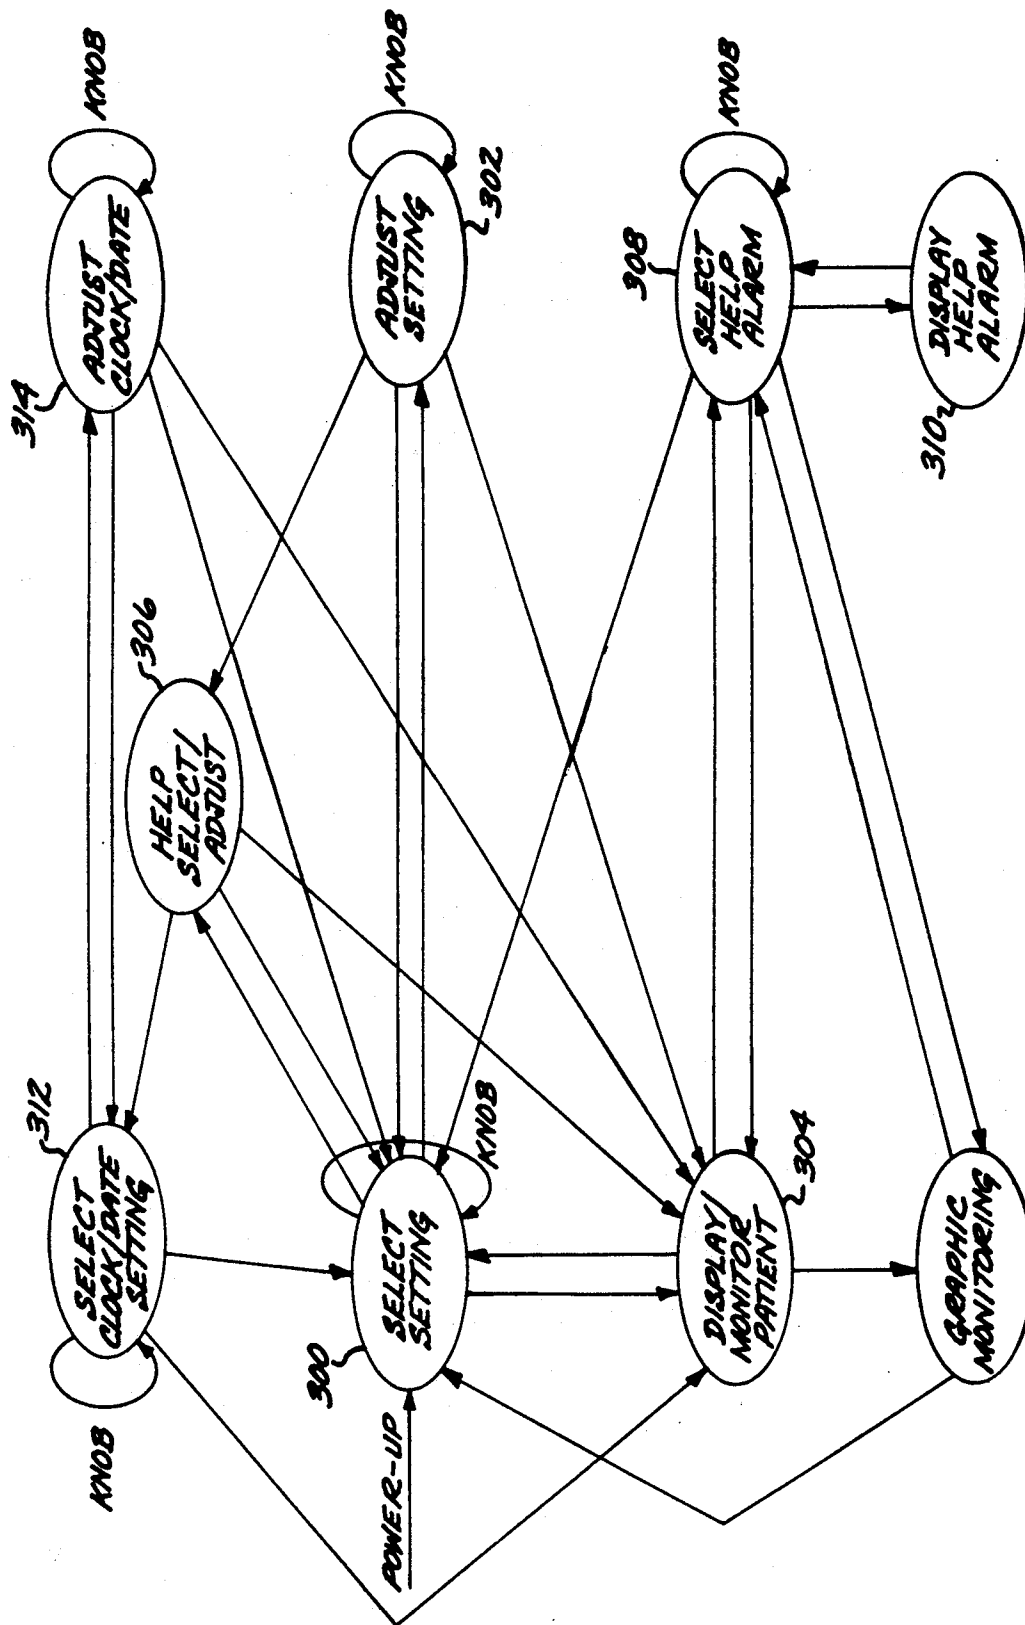 KNOB
SELECT
CLOCK/DATE
SETTING
312
314
ADJUST
CLOCK/DATE
KNOB
HELP
SELECT/
ADJUST
306
POWER-UP
300
SELECT
SETTING
KNOB
ADJUST
SETTING
302
KNOB
DISPLAY/
MONITOR
PATIENT
304
308
SELECT
HELP
ALARM
KNOB
GRAPHIC
MONITORING
310
DISPLAY
HELP
ALARM